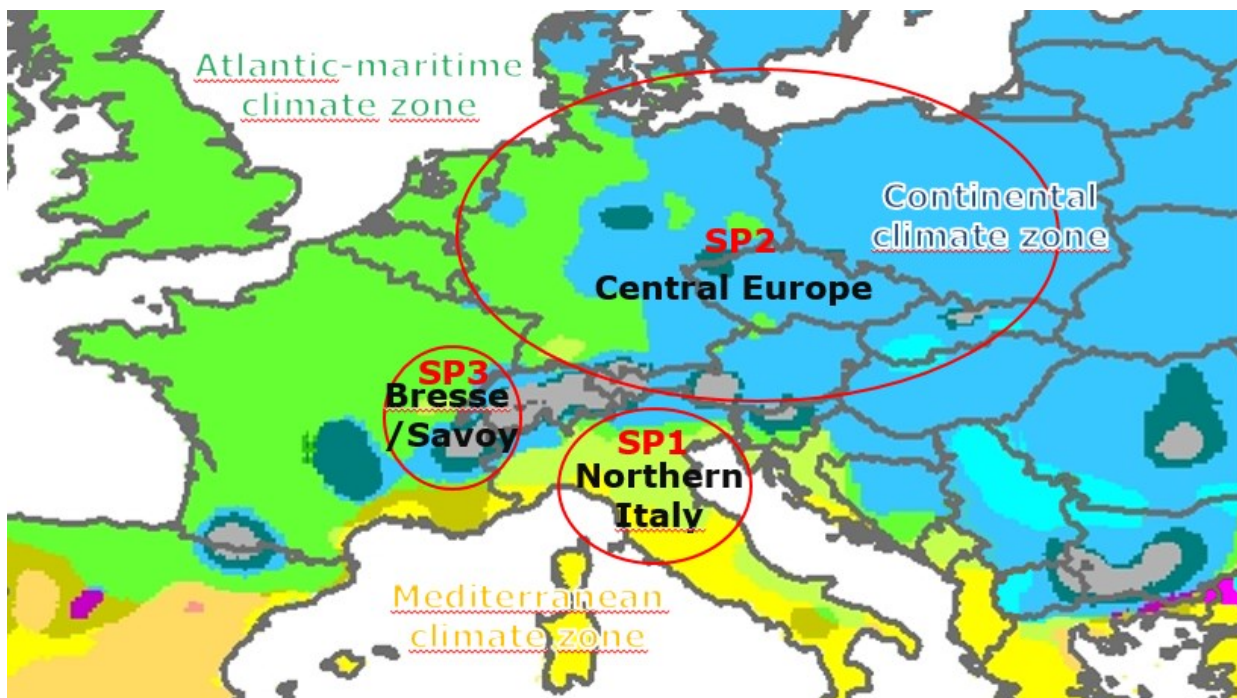 Atlantic-maritime
climate zone
Continental
climate zone
SP2
Central Europe
SP3
Bresse
/Savoy
SP1
Northern
Italy
Mediterranean
climate zone